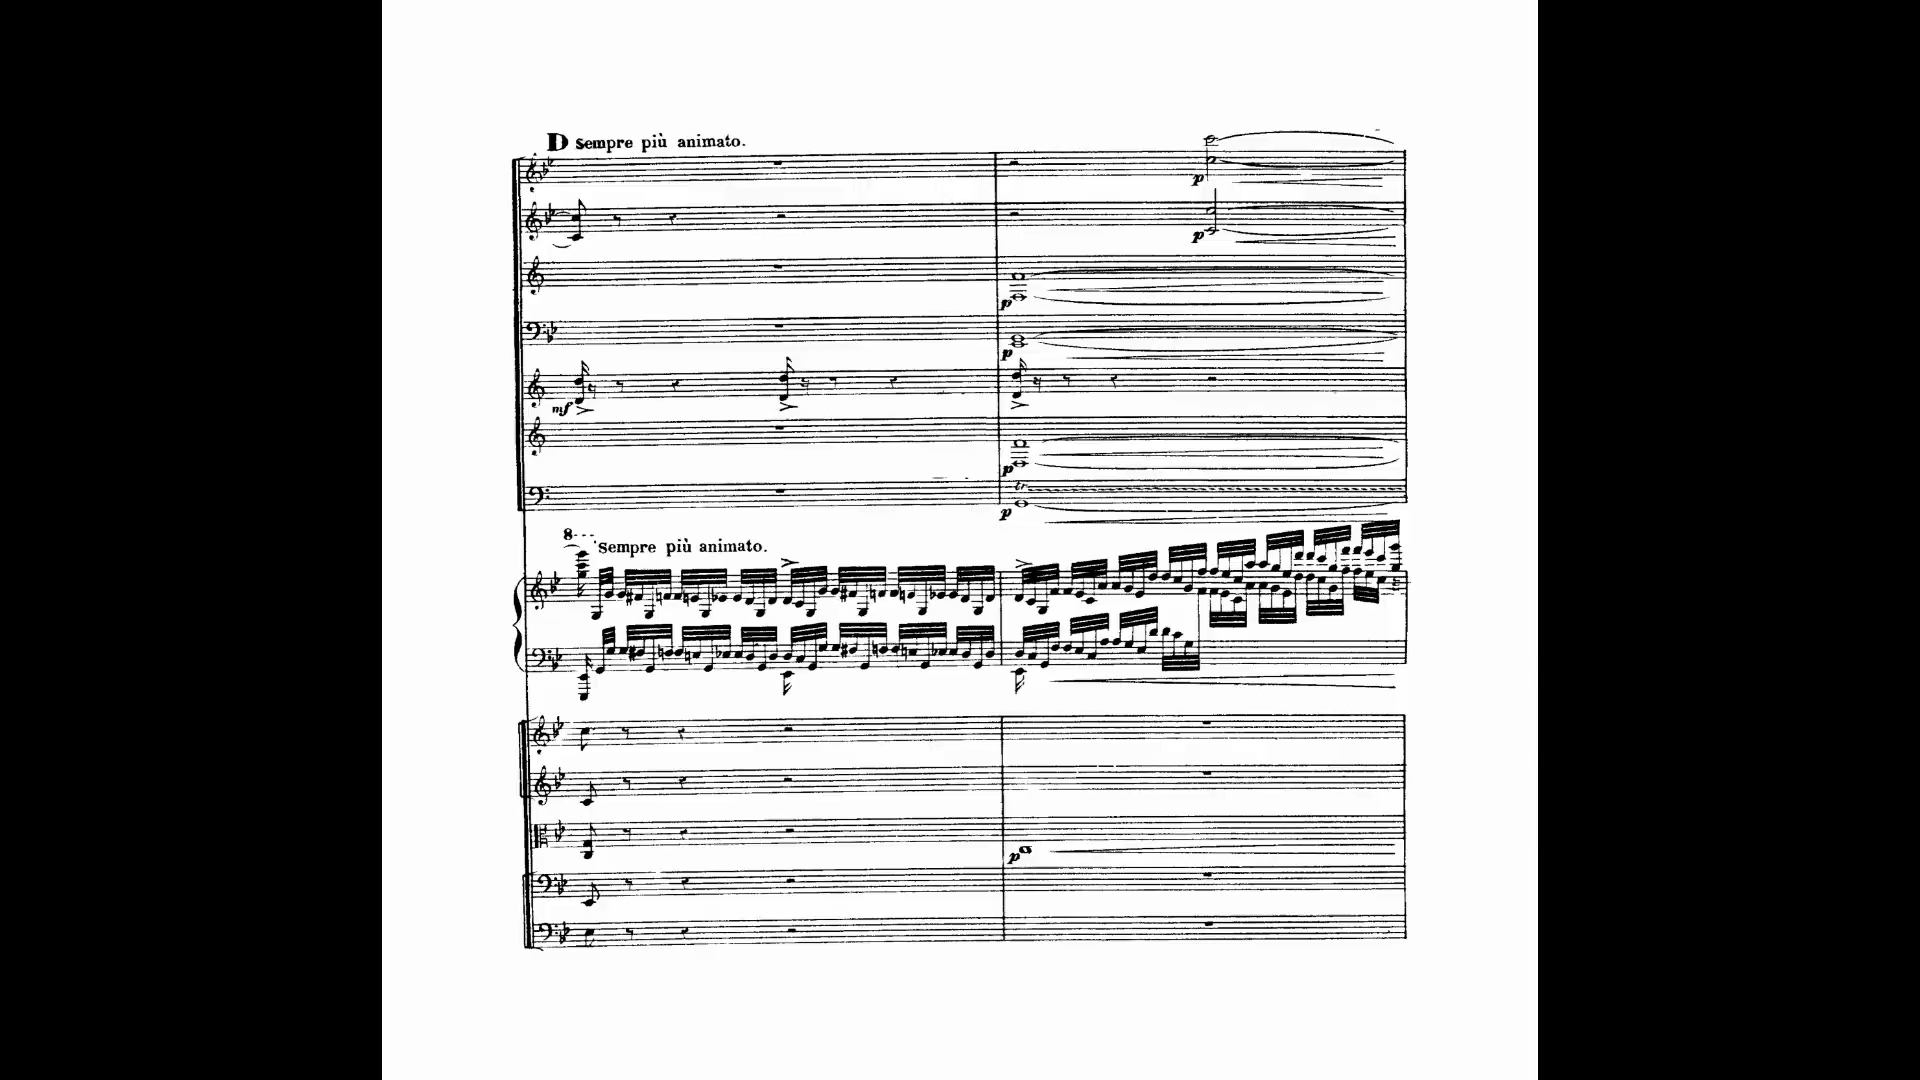 D Sempre più animato.
p
p
p
p
mf
p
tr
p
8
Sempre più animato.
p